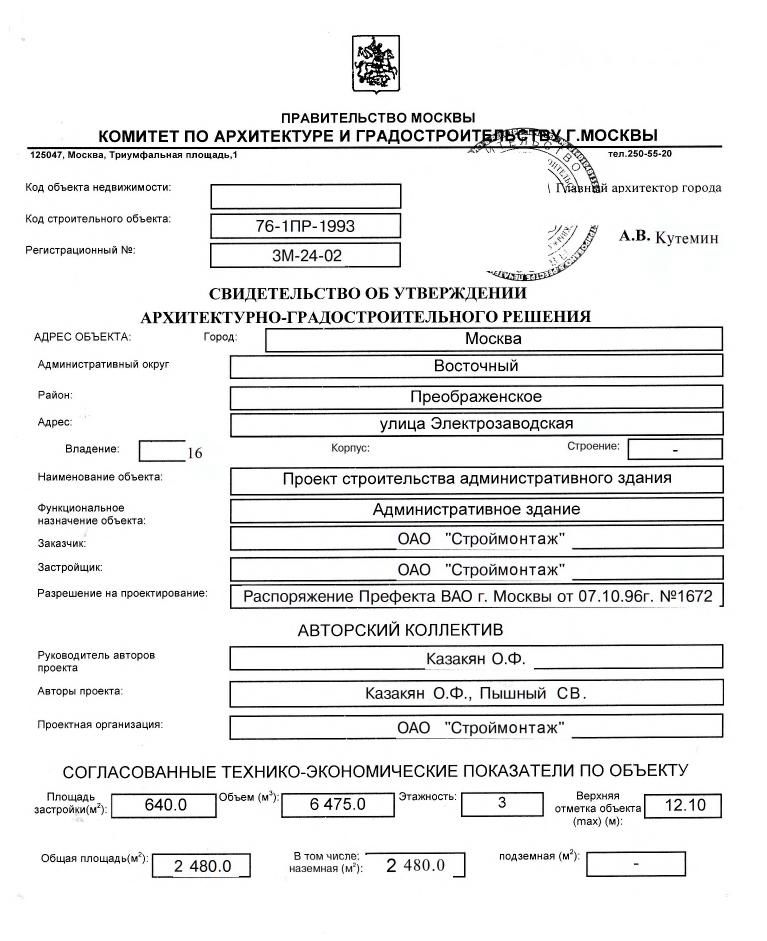 ПРАВИТЕЛЬСТВО МОСКВЫ
КОМИТЕТ ПО АРХИТЕКТУРЕ И ГРАДОСТРОИТЕЛЬСТВУ Г.МОСКВЫ
125047, Москва, Триумфальная площадь,1 тел.250-55-20
Код объекта недвижимости: Главный архитектор города
Код строительного объекта: 76-1ПР-1993
А.В. Кутемин
Регистрационный №: 3М-24-02
СВИДЕТЕЛЬСТВО ОБ УТВЕРЖДЕНИИ
АРХИТЕКТУРНО-ГРАДОСТРОИТЕЛЬНОГО РЕШЕНИЯ
АДРЕС ОБЪЕКТА: Город: Москва
Административный округ Восточный
Район: Преображенское
Адрес: улица Электрозаводская
Владение: 16 Корпус: Строение: -
Наименование объекта: Проект строительства административного здания
Функциональное
назначение объекта: Административное здание
Заказчик: ОАО "Строймонтаж"
Застройщик: ОАО "Строймонтаж"
Разрешение на проектирование: Распоряжение Префекта ВАО г. Москвы от 07.10.96г. №1672
АВТОРСКИЙ КОЛЛЕКТИВ
Руководитель авторов
проекта Казакян О.Ф.
Авторы проекта: Казакян О.Ф., Пышный СВ.
Проектная организация: ОАО "Строймонтаж"
СОГЛАСОВАННЫЕ ТЕХНИКО-ЭКОНОМИЧЕСКИЕ ПОКАЗАТЕЛИ ПО ОБЪЕКТУ
Площадь
застройки(м²): 640.0 Объем (м³): 6 475.0 Этажность: 3 Верхняя
отметка объекта
(max) (м): 12.10
Общая площадь(м²): 2 480.0 В том числе:
наземная (м²): 2 480.0 подземная (м²): -